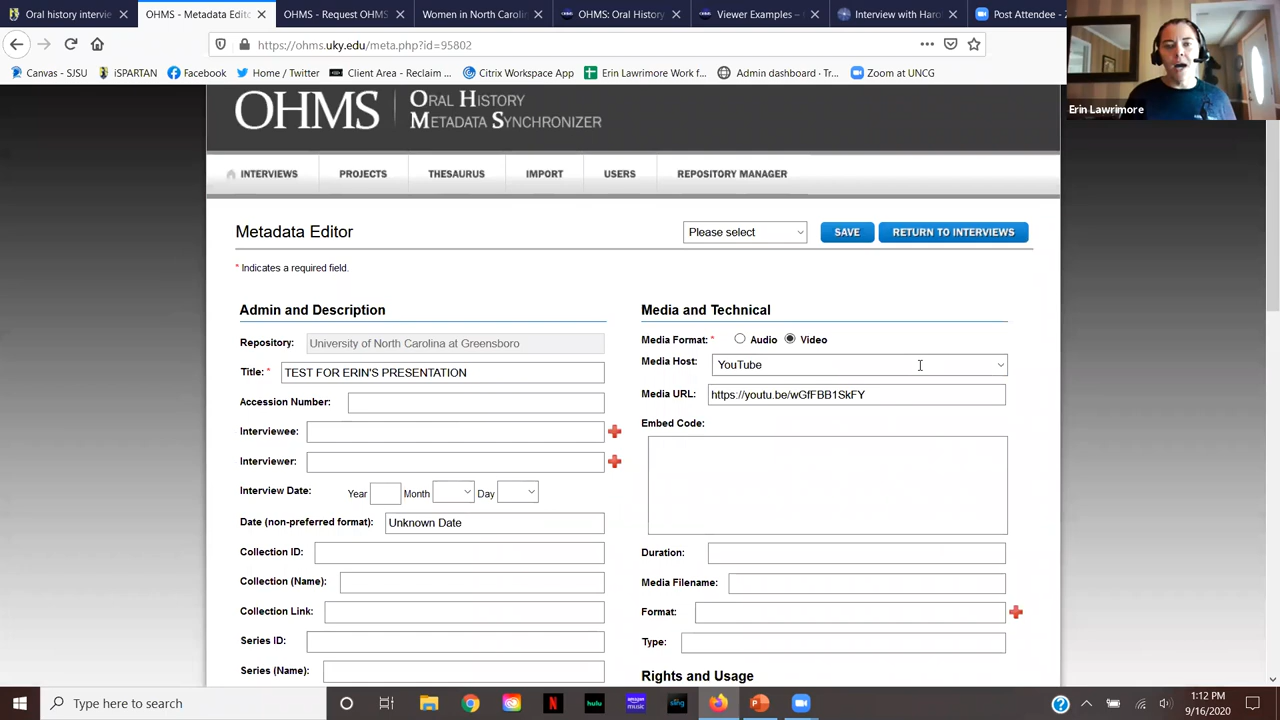 Oral history intervie
OHMS - Metadata Edito
OHMS - Request OHMS
Women in North Carolin
OHMS: Oral History
Viewer Examples –
Interview with Haro
Post Attendee - Z
https://ohms.uky.edu/meta.php?id=95802
Canvas - SJSU
iSPARTAN
Facebook
Home / Twitter
Client Area - Reclaim ...
Citrix Workspace App
Erin Lawrimore Work f...
Admin dashboard · Tr...
Zoom at UNCG
Erin Lawrimore
OHMS
ORAL HISTORY
METADATA SYNCHRONIZER
INTERVIEWS
PROJECTS
THESAURUS
IMPORT
USERS
REPOSITORY MANAGER
Metadata Editor
Please select
SAVE
RETURN TO INTERVIEWS
* Indicates a required field.
Admin and Description
Repository: University of North Carolina at Greensboro
Title: * TEST FOR ERIN'S PRESENTATION
Accession Number:
Interviewee:
Interviewer:
Interview Date: Year Month Day
Date (non-preferred format): Unknown Date
Collection ID:
Collection (Name):
Collection Link:
Series ID:
Series (Name):
Media and Technical
Media Format: * Audio Video
Media Host: YouTube
Media URL: https://youtu.be/wGfFBB1SkFY
Embed Code:
Duration:
Media Filename:
Format:
Type:
Rights and Usage
Type here to search
hulu
amazon music
sling
1:12 PM
9/16/2020